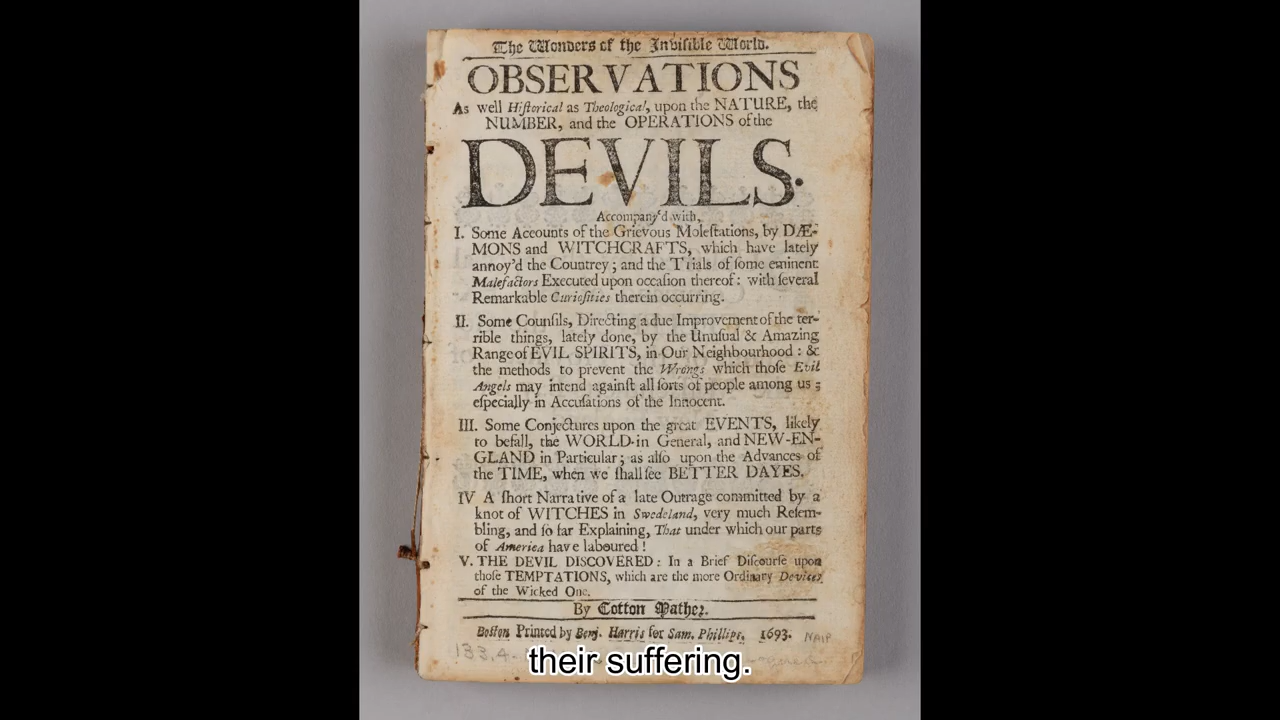 The Wonders of the Invisible World.
OBSERVATIONS
As well Hiſtorical as Theological, upon the NATURE, the
NUMBER, and the OPERATIONS of the
DEVILS.
Accompany'd with,
I. Some Accounts of the Grievous Moleſtations, by DÆ-
MONS and WITCHCRAFTS, which have lately
annoy'd the Countrey; and the Trials of ſome eminent
Malefactors Executed upon occaſion thereof: with ſeveral
Remarkable Curioſities therein occurring.
II. Some Counſils, Directing a due Improvement of the ter-
rible things, lately done, by the Unuſual & Amazing
Range of EVIL SPIRITS, in Our Neighbourhood: &
the methods to prevent the Wrongs which thoſe Evil
Angels may intend againſt all ſorts of people among us;
eſpecially in Accuſations of the Innocent.
III. Some Conjectures upon the great EVENTS, likely
to befall, the WORLD in General, and NEW-EN-
GLAND in Particular; as alſo upon the Advances of
the TIME, when we ſhall ſee BETTER DAYES.
IV A ſhort Narrative of a late Outrage committed by a
knot of WITCHES in Swedeland, very much Reſem-
bling, and ſo far Explaining, That under which our parts
of America have laboured!
V. THE DEVIL DISCOVERED: In a Brief Diſcourſe upon
thoſe TEMPTATIONS, which are the more Ordinary Devices
of the Wicked One.
By Cotton Mather.
Boſton Printed by Benj. Harris for Sam. Phillips. 1693. NAIP
133.4
their suffering.